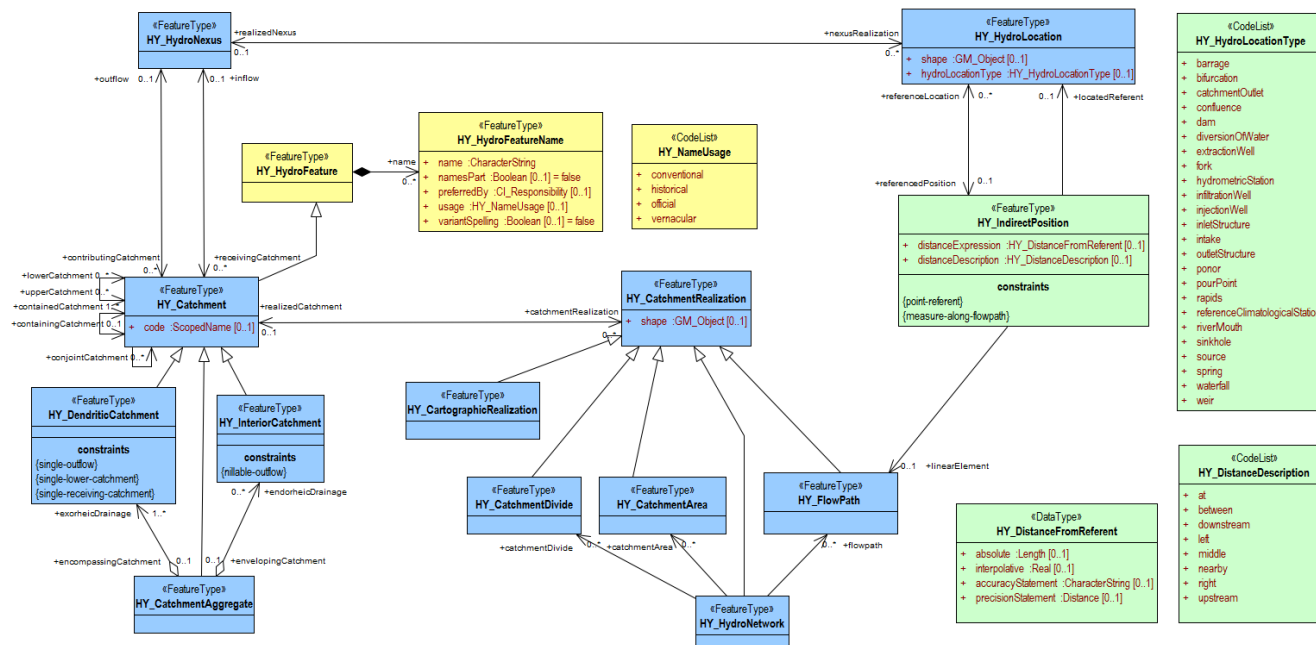 «FeatureType»
HY_HydroNexus
+realizedNexus
0..1
+nexusRealization
0..*
«FeatureType»
HY_HydroLocation
+ shape :GM_Object [0..1]
+ hydroLocationType :HY_HydroLocationType [0..1]
«CodeList»
HY_HydroLocationType
+ barrage
+ bifurcation
+ catchmentOutlet
+ confluence
+ dam
+ diversionOfWater
+ extractionWell
+ fork
+ hydrometricStation
+ infiltrationWell
+ injectionWell
+ inletStructure
+ intake
+ outletStructure
+ ponor
+ pourPoint
+ rapids
+ referenceClimatologicalStatio
+ riverMouth
+ sinkhole
+ source
+ spring
+ waterfall
+ weir
+outflow 0..1
0..1 +inflow
+referenceLocation 0..*
0..1 +locatedReferent
«FeatureType»
HY_HydroFeature
+name
0..*
«FeatureType»
HY_HydroFeatureName
+ name :CharacterString
+ namesPart :Boolean [0..1] = false
+ preferredBy :CI_Responsibility [0..1]
+ usage :HY_NameUsage [0..1]
+ variantSpelling :Boolean [0..1] = false
«CodeList»
HY_NameUsage
+ conventional
+ historical
+ official
+ vernacular
+referencedPosition 0..1
«FeatureType»
HY_IndirectPosition
+ distanceExpression :HY_DistanceFromReferent [0..1]
+ distanceDescription :HY_DistanceDescription [0..1]
constraints
{point-referent}
{measure-along-flowpath}
+contributingCatchment
0..*
+receivingCatchment
0..*
+lowerCatchment 0..*
+upperCatchment 0..*
+containedCatchment 1..*
+containingCatchment 0..1
+conjointCatchment 0..*
«FeatureType»
HY_Catchment
+ code :ScopedName [0..1]
+realizedCatchment
0..1
+catchmentRealization
0..*
«FeatureType»
HY_CatchmentRealization
+ shape :GM_Object [0..1]
«FeatureType»
HY_DendriticCatchment
constraints
{single-outflow}
{single-lower-catchment}
{single-receiving-catchment}
«FeatureType»
HY_InteriorCatchment
constraints
{nillable-outflow}
«FeatureType»
HY_CartographicRealization
+exorheicDrainage 1..*
0..* +endorheicDrainage
+encompassingCatchment 0..1
0..1 +envelopingCatchment
«FeatureType»
HY_CatchmentAggregate
«FeatureType»
HY_CatchmentDivide
«FeatureType»
HY_CatchmentArea
«FeatureType»
HY_FlowPath
0..1 +linearElement
+catchmentDivide 0..*
+catchmentArea 0..*
0..* +flowpath
«FeatureType»
HY_HydroNetwork
«DataType»
HY_DistanceFromReferent
+ absolute :Length [0..1]
+ interpolative :Real [0..1]
+ accuracyStatement :CharacterString [0..1]
+ precisionStatement :Distance [0..1]
«CodeList»
HY_DistanceDescription
+ at
+ between
+ downstream
+ left
+ middle
+ nearby
+ right
+ upstream